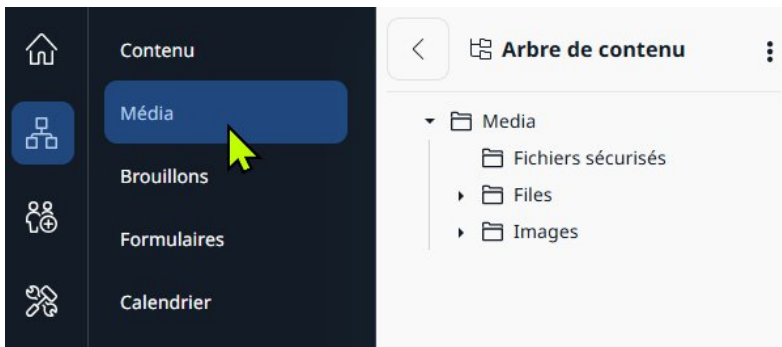 Contenu
Média
Brouillons
Formulaires
Calendrier
Arbre de contenu
Media
Fichiers sécurisés
Files
Images